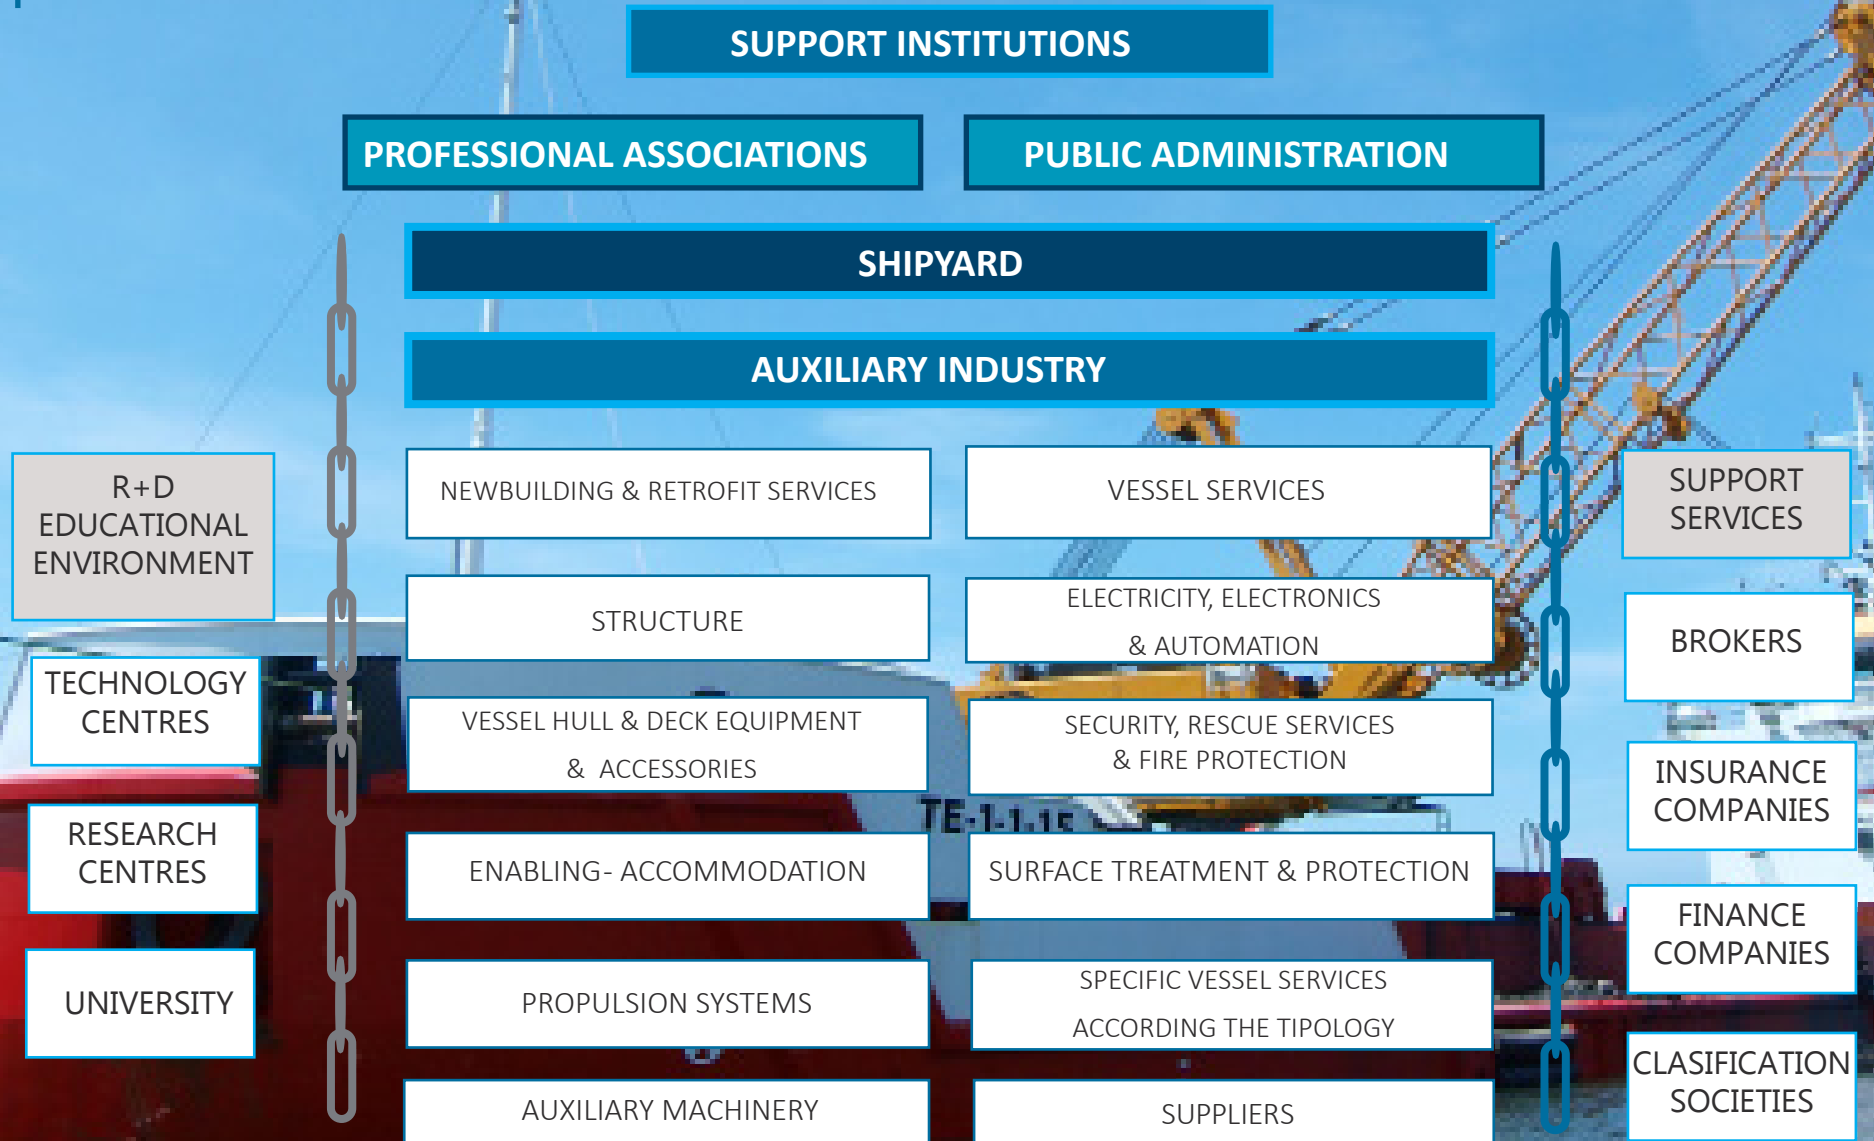 SUPPORT INSTITUTIONS
PROFESSIONAL ASSOCIATIONS
PUBLIC ADMINISTRATION
SHIPYARD
AUXILIARY INDUSTRY
R+D
EDUCATIONAL
ENVIRONMENT
TECHNOLOGY
CENTRES
RESEARCH
CENTRES
UNIVERSITY
NEWBUILDING & RETROFIT SERVICES
STRUCTURE
VESSEL HULL & DECK EQUIPMENT
& ACCESSORIES
ENABLING- ACCOMMODATION
PROPULSION SYSTEMS
AUXILIARY MACHINERY
VESSEL SERVICES
ELECTRICITY, ELECTRONICS
& AUTOMATION
SECURITY, RESCUE SERVICES
& FIRE PROTECTION
TE-1-1-15
SURFACE TREATMENT & PROTECTION
SPECIFIC VESSEL SERVICES
ACCORDING THE TIPOLOGY
SUPPLIERS
SUPPORT
SERVICES
BROKERS
INSURANCE
COMPANIES
FINANCE
COMPANIES
CLASIFICATION
SOCIETIES